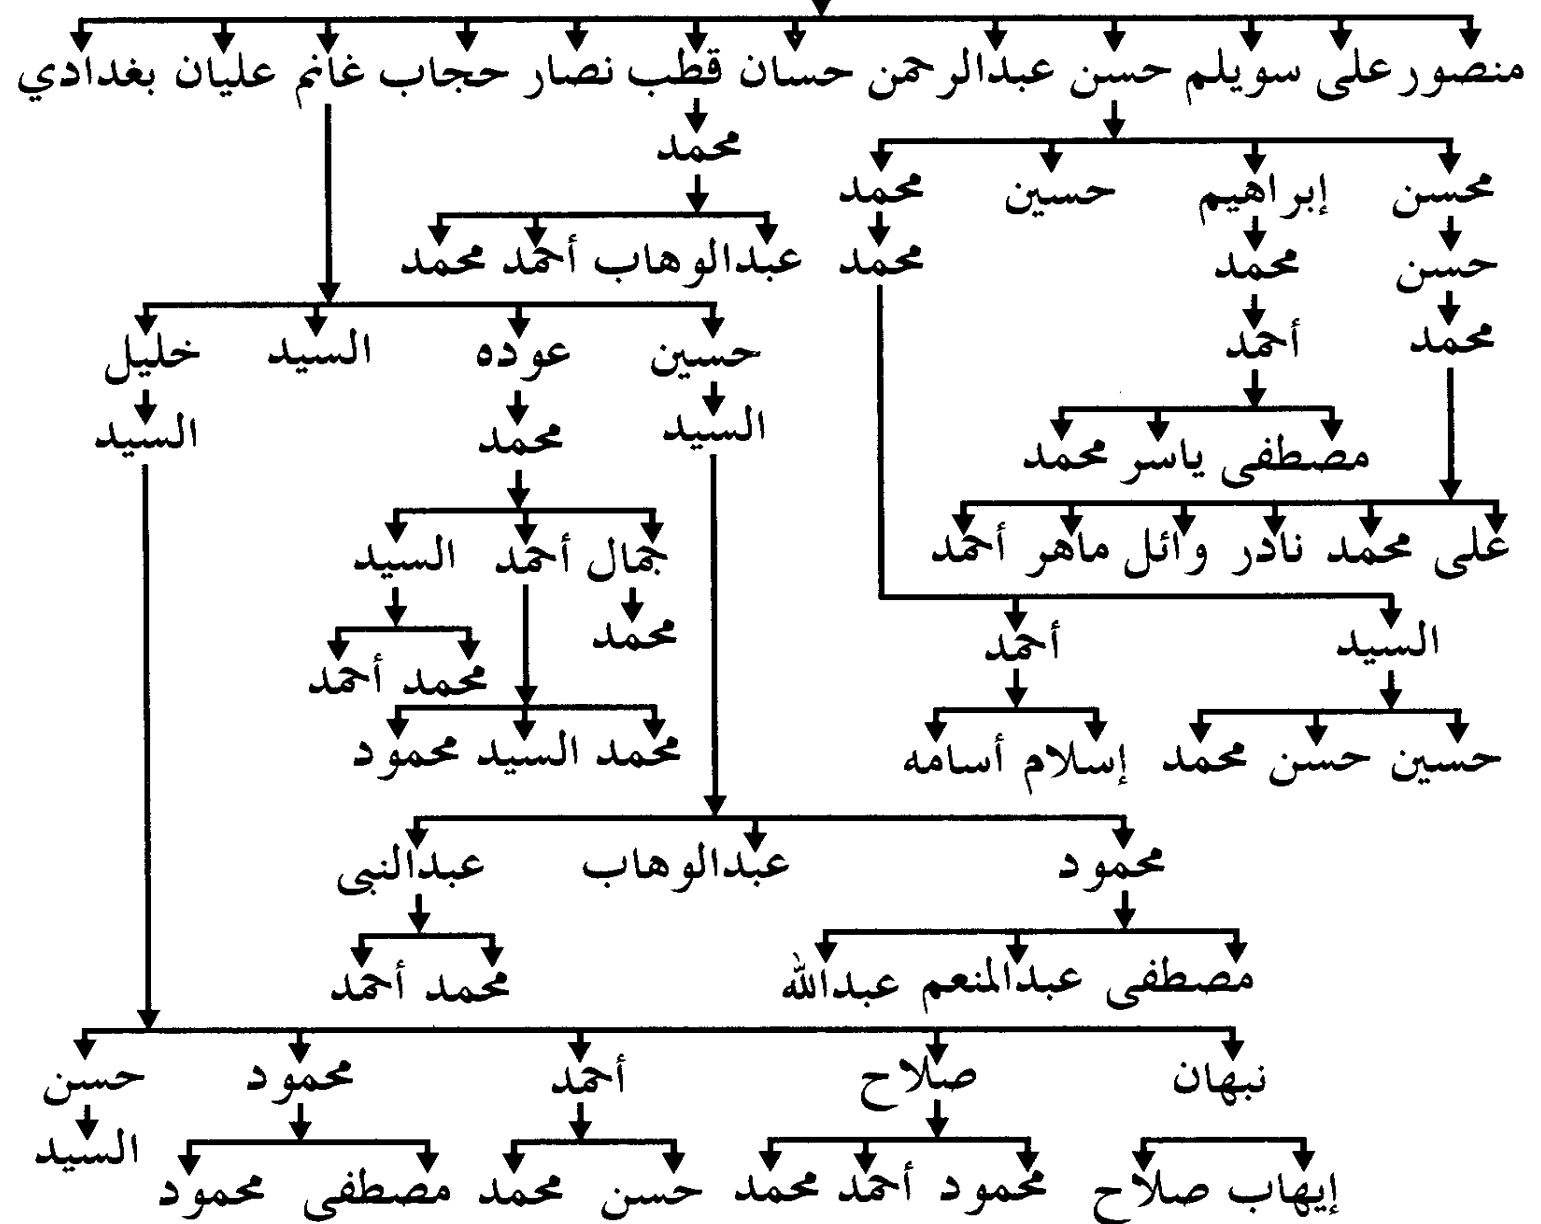 منصور على سويلم حسن عبدالرحمن حسان قطب نصار حجاب غانم عليان بغدادي
محمد
محسن إبراهيم حسين محمد
عبدالوهاب أحمد محمد
حسن محمد محمد
محمد أحمد
حسين عوده السيد خليل
السيد محمد السيد
مصطفى ياسر محمد
على محمد نادر وائل ماهر أحمد
جمال أحمد السيد
محمد
السيد أحمد
محمد أحمد
حسين حسن محمد إسلام أسامه
محمد السيد محمود
محمود عبدالوهاب عبدالنبى
مصطفى عبدالمنعم عبدالله محمد أحمد
نبهان صلاح أحمد محمود حسن
السيد
إيهاب صلاح محمود أحمد محمد حسن محمد مصطفى محمود